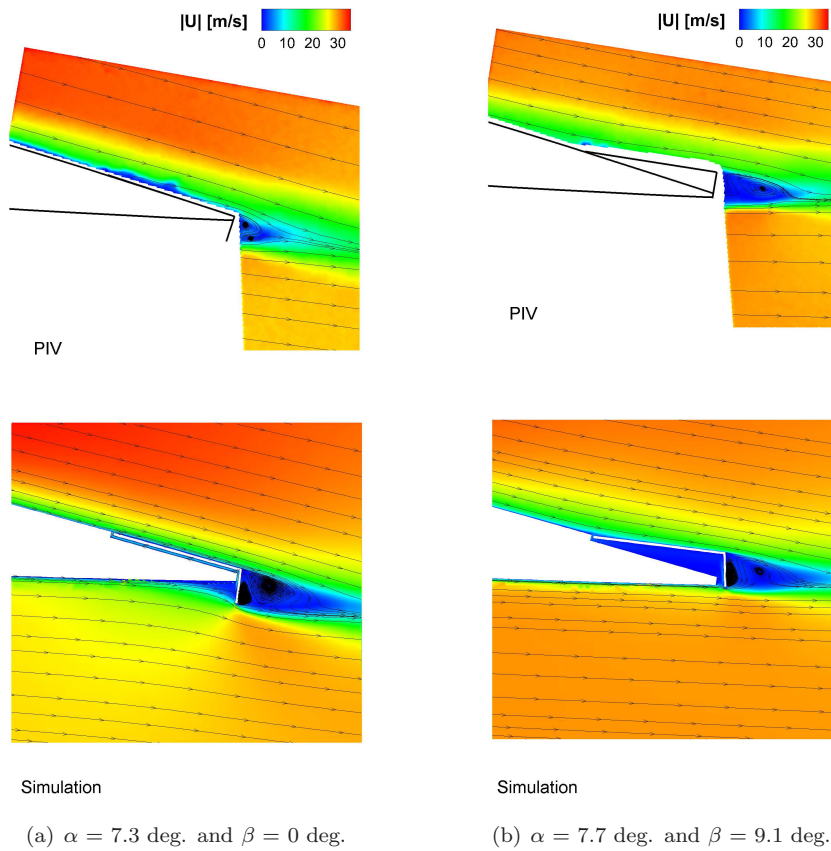 |U| [m/s]
0 10 20 30
PIV
|U| [m/s]
0 10 20 30
PIV
Simulation
Simulation
(a) α = 7.3 deg. and β = 0 deg.
(b) α = 7.7 deg. and β = 9.1 deg.